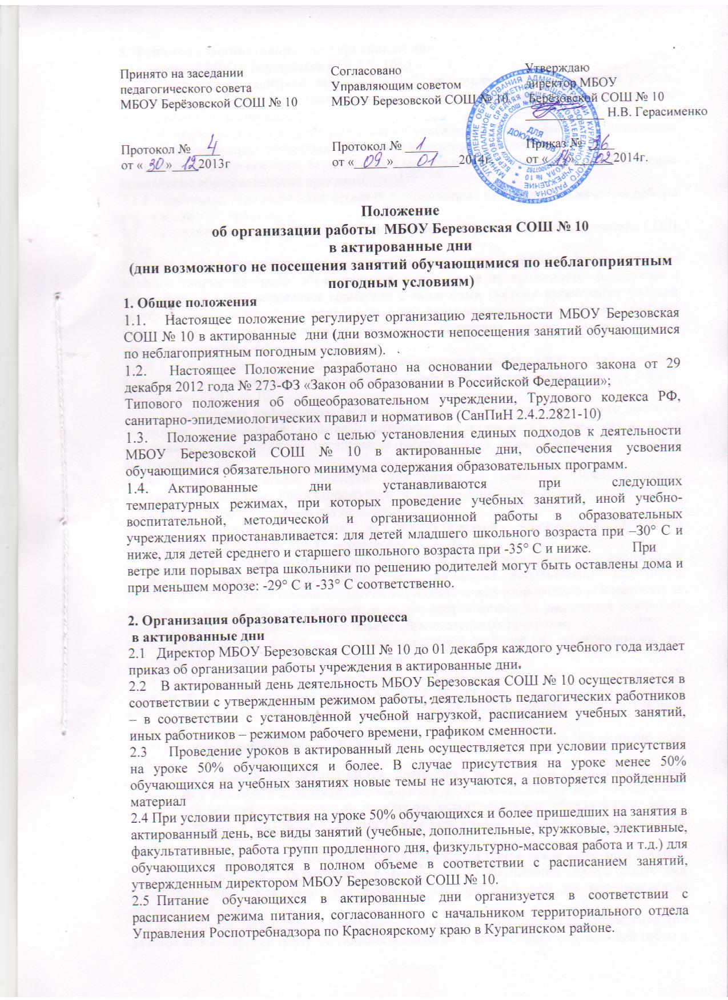 Принято на заседании
педагогического совета
МБОУ Берёзовской СОШ № 10
Протокол № 4
от « 30 » 12 2013г
Согласовано
Управляющим советом
МБОУ Березовской СОШ № 10
Протокол № 1
от « 09 » 01 2014г.
Утверждаю
директор МБОУ
Берёзовской СОШ № 10
Н.В. Герасименко
Приказ № 36
от « » 02 2014г.
ДЛЯ
ДОКУМЕНТОВ
Положение
об организации работы МБОУ Березовская СОШ № 10
в актированные дни
(дни возможного не посещения занятий обучающимися по неблагоприятным
погодным условиям)
1. Общие положения
1.1. Настоящее положение регулирует организацию деятельности МБОУ Березовская
СОШ № 10 в актированные дни (дни возможности непосещения занятий обучающимися
по неблагоприятным погодным условиям).
1.2. Настоящее Положение разработано на основании Федерального закона от 29
декабря 2012 года № 273-ФЗ «Закон об образовании в Российской Федерации»;
Типового положения об общеобразовательном учреждении, Трудового кодекса РФ,
санитарно-эпидемиологических правил и нормативов (СанПиН 2.4.2.2821-10)
1.3. Положение разработано с целью установления единых подходов к деятельности
МБОУ Березовской СОШ № 10 в актированные дни, обеспечения усвоения
обучающимися обязательного минимума содержания образовательных программ.
1.4. Актированные дни устанавливаются при следующих
температурных режимах, при которых проведение учебных занятий, иной учебно-
воспитательной, методической и организационной работы в образовательных
учреждениях приостанавливается: для детей младшего школьного возраста при –30° С и
ниже, для детей среднего и старшего школьного возраста при -35° С и ниже. При
ветре или порывах ветра школьники по решению родителей могут быть оставлены дома и
при меньшем морозе: -29° С и -33° С соответственно.
2. Организация образовательного процесса
в актированные дни
2.1 Директор МБОУ Березовская СОШ № 10 до 01 декабря каждого учебного года издает
приказ об организации работы учреждения в актированные дни.
2.2 В актированный день деятельность МБОУ Березовская СОШ № 10 осуществляется в
соответствии с утвержденным режимом работы, деятельность педагогических работников
– в соответствии с установленной учебной нагрузкой, расписанием учебных занятий,
иных работников – режимом рабочего времени, графиком сменности.
2.3 Проведение уроков в актированный день осуществляется при условии присутствия
на уроке 50% обучающихся и более. В случае присутствия на уроке менее 50%
обучающихся на учебных занятиях новые темы не изучаются, а повторяется пройденный
материал
2.4 При условии присутствия на уроке 50% обучающихся и более пришедших на занятия в
актированный день, все виды занятий (учебные, дополнительные, кружковые, элективные,
факультативные, работа групп продленного дня, физкультурно-массовая работа и т.д.) для
обучающихся проводятся в полном объеме в соответствии с расписанием занятий,
утвержденным директором МБОУ Березовской СОШ № 10.
2.5 Питание обучающихся в актированные дни организуется в соответствии с
расписанием режима питания, согласованного с начальником территориального отдела
Управления Роспотребнадзора по Красноярскому краю в Курагинском районе.